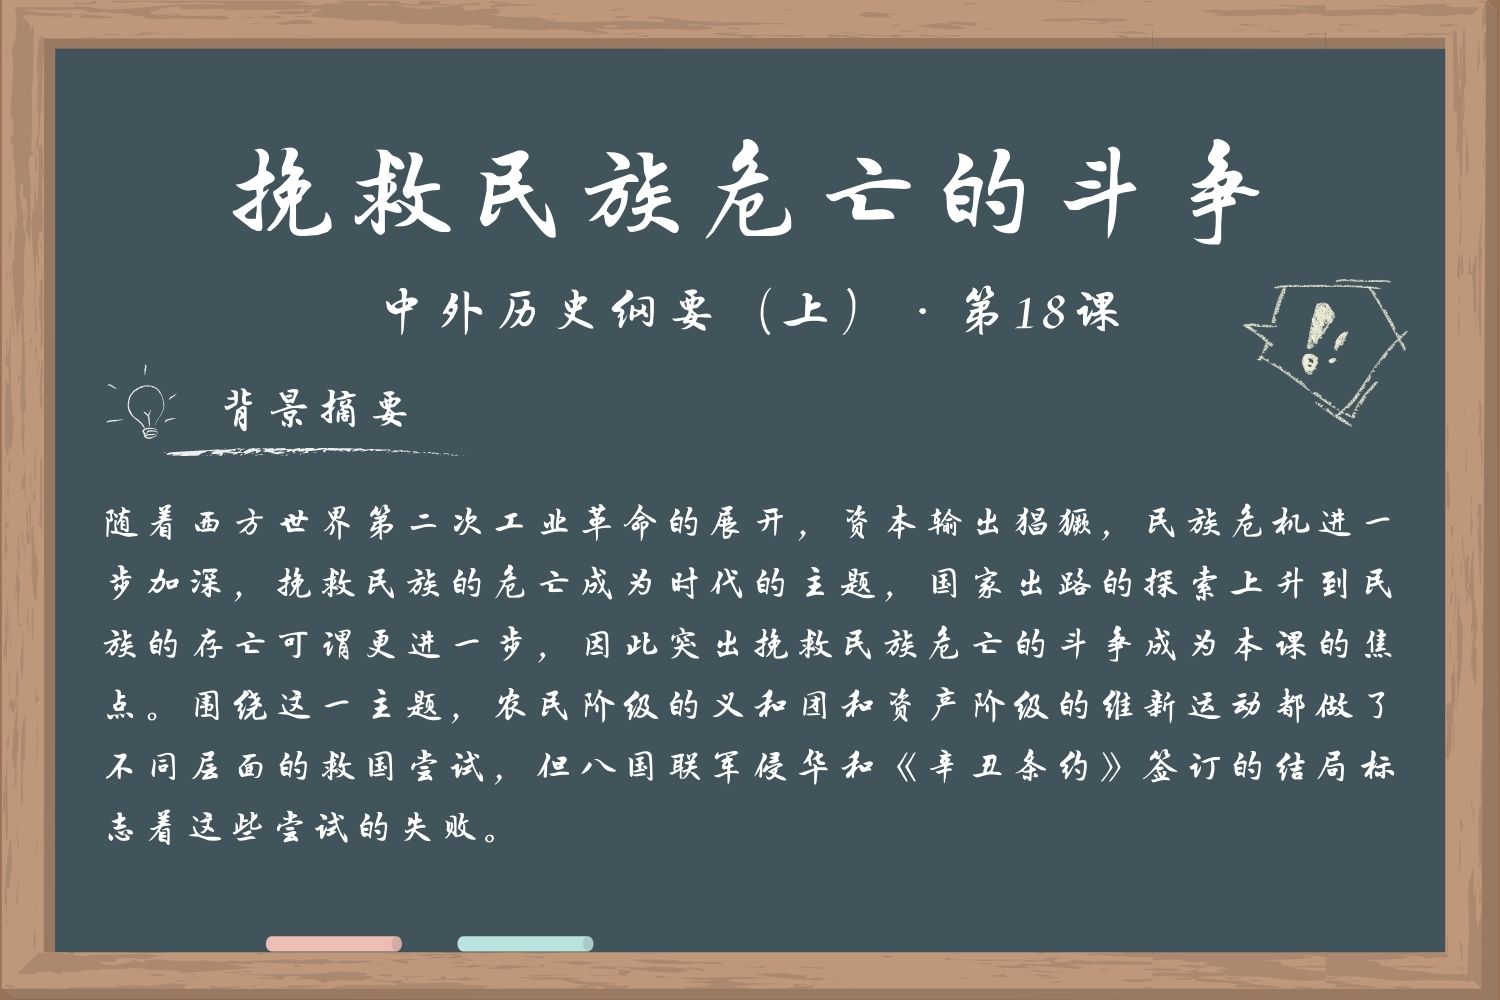 挽救民族危亡的斗争
中外历史纲要（上）·第18课
背景摘要
随着西方世界第二次工业革命的展开，资本输出猖獗，民族危机进一
步加深，挽救民族的危亡成为时代的主题，国家出路的探索上升到民
族的存亡可谓更进一步，因此突出挽救民族危亡的斗争成为本课的焦
点。围绕这一主题，农民阶级的义和团和资产阶级的维新运动都做了
不同层面的救国尝试，但八国联军侵华和《辛丑条约》签订的结局标
志着这些尝试的失败。